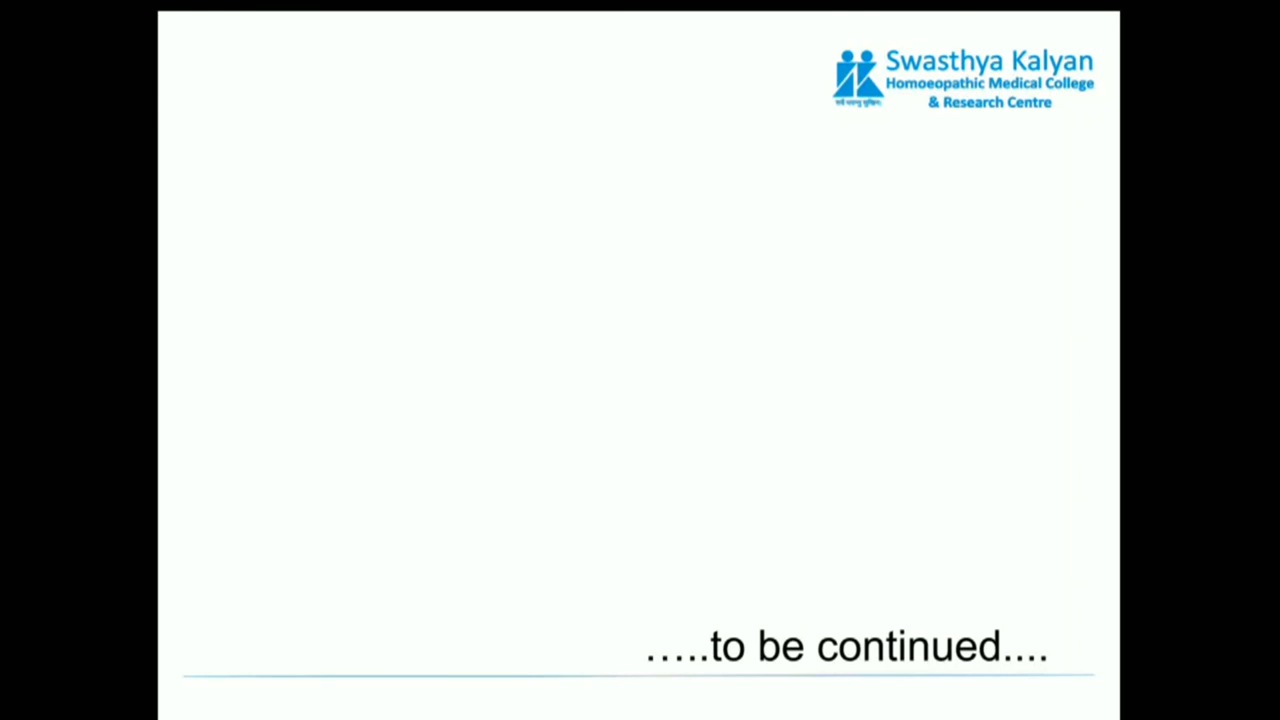 Swasthya Kalyan
Homoeopathic Medical College
& Research Centre
…..to be continued....